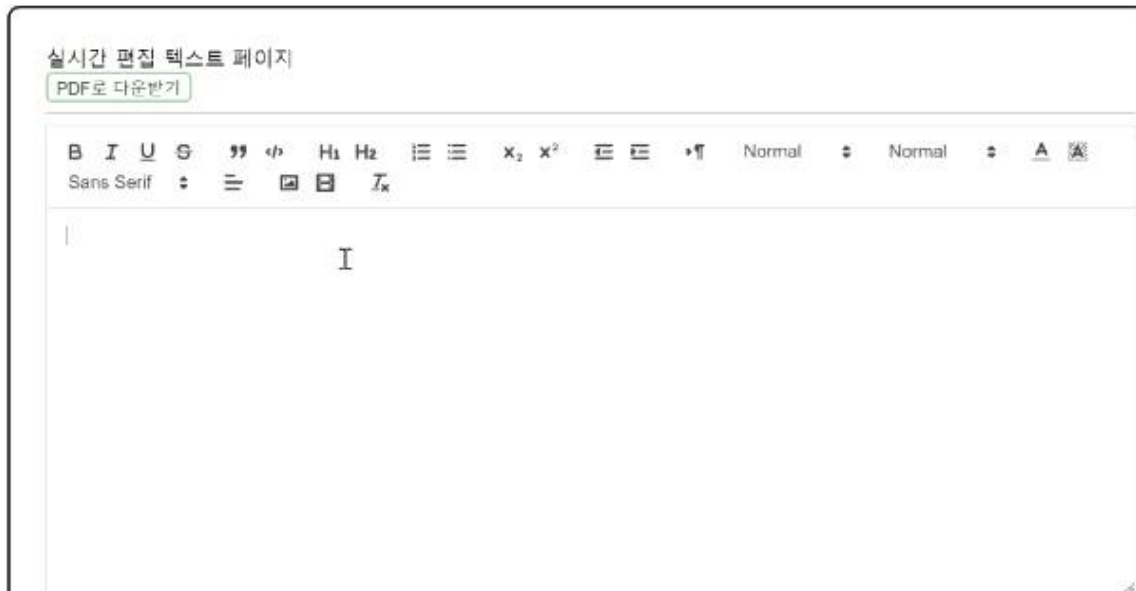 실시간 편집 텍스트 페이지
PDF로 다운받기
B I U S ❞ </> H1 H2 X₂ X² ▸¶ Normal Normal A A
Sans Serif Tx